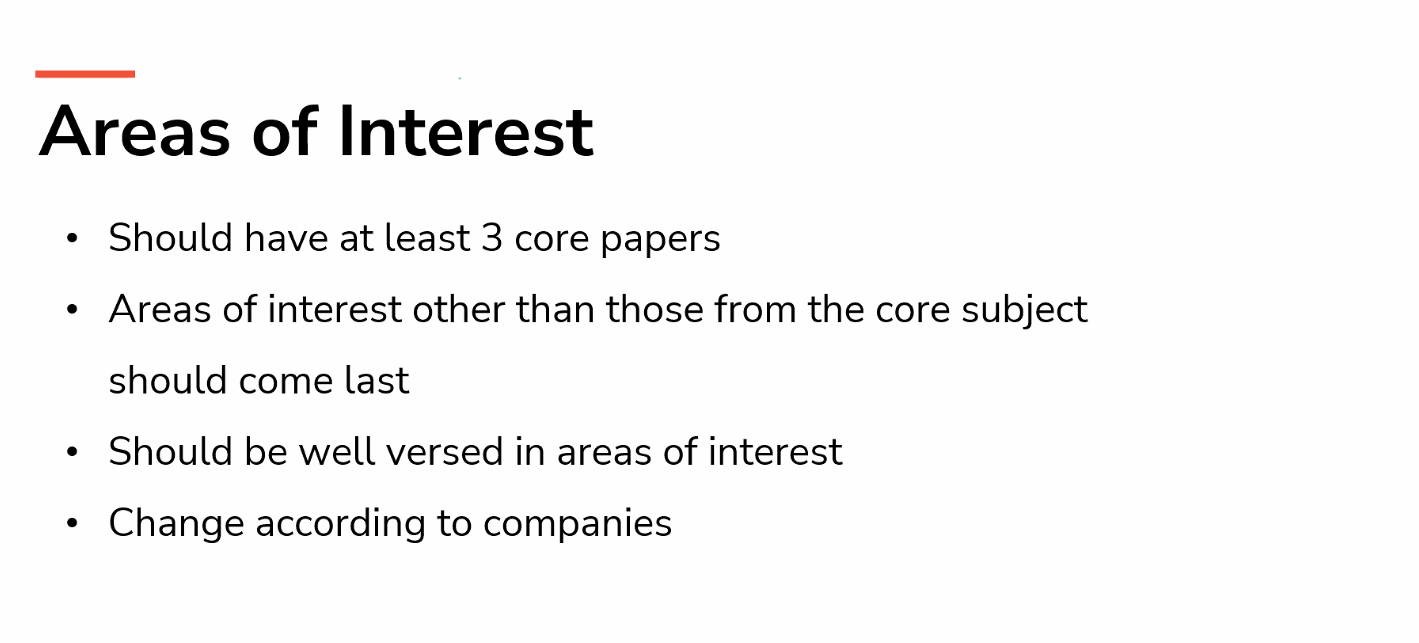 Areas of Interest
• Should have at least 3 core papers
• Areas of interest other than those from the core subject
should come last
• Should be well versed in areas of interest
• Change according to companies